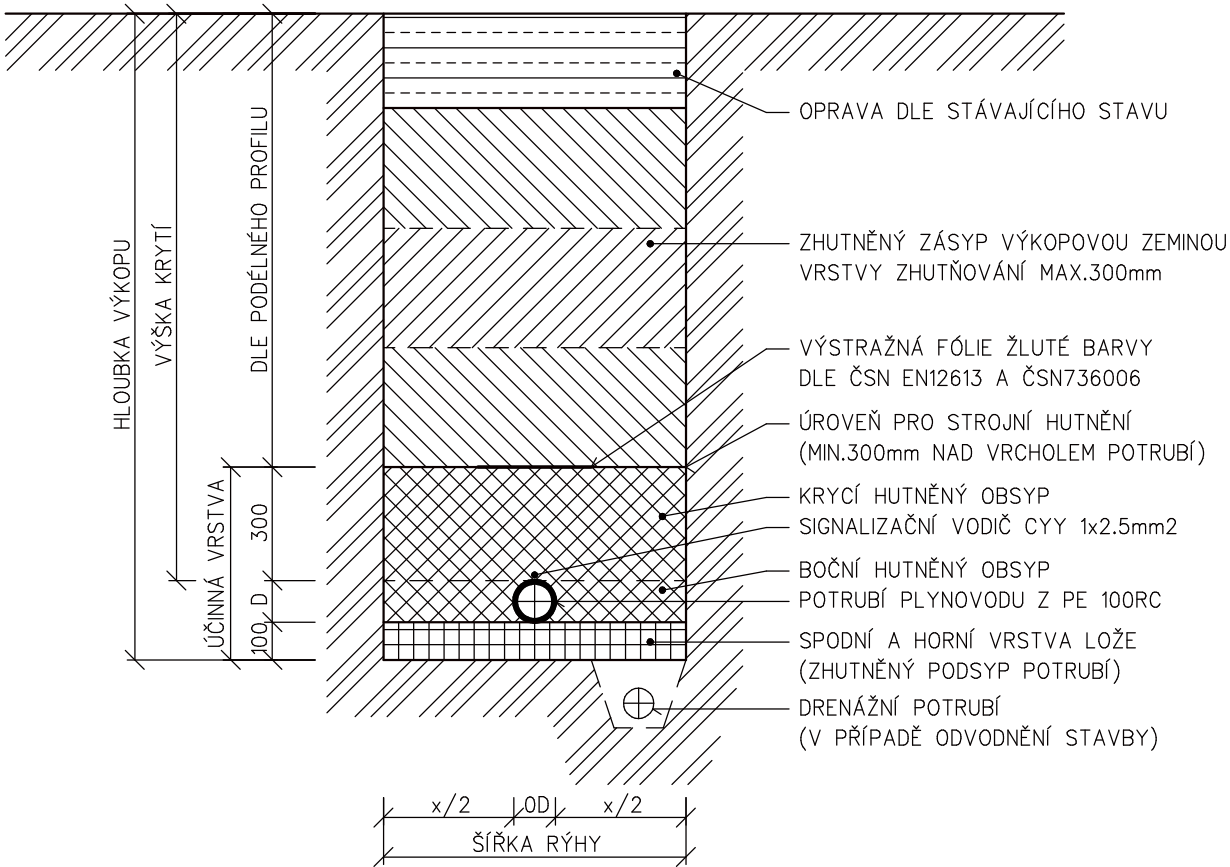 OPRAVA DLE STÁVAJÍCÍHO STAVU
ZHUTNĚNÝ ZÁSYP VÝKOPOVOU ZEMINOU
VRSTVY ZHUTŇOVÁNÍ MAX.300mm
VÝSTRAŽNÁ FÓLIE ŽLUTÉ BARVY
DLE ČSN EN12613 A ČSN736006
ÚROVEŇ PRO STROJNÍ HUTNĚNÍ
(MIN.300mm NAD VRCHOLEM POTRUBÍ)
KRYCÍ HUTNĚNÝ OBSYP
SIGNALIZAČNÍ VODIČ CYY 1x2.5mm2
BOČNÍ HUTNĚNÝ OBSYP
POTRUBÍ PLYNOVODU Z PE 100RC
SPODNÍ A HORNÍ VRSTVA LOŽE
(ZHUTNĚNÝ PODSYP POTRUBÍ)
DRENÁŽNÍ POTRUBÍ
(V PŘÍPADĚ ODVODNĚNÍ STAVBY)
HLOUBKA VÝKOPU
VÝŠKA KRYTÍ
DLE PODÉLNÉHO PROFILU
ÚČINNÁ VRSTVA
300
D
100
x/2
OD
x/2
ŠÍŘKA RÝHY